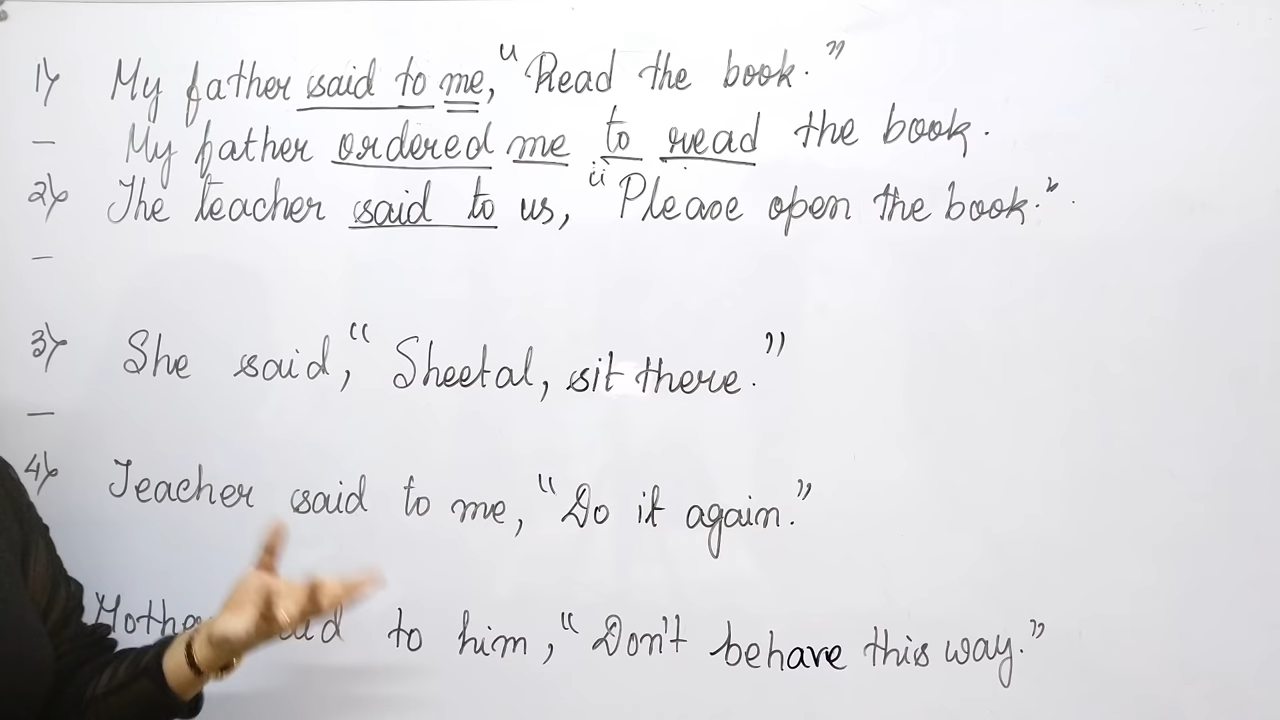 1) My father said to me, "Read the book."
– My father ordered me to read the book.
2) The teacher said to us, "Please open the book."
–
3) She said, "Sheetal, sit there."
–
4) Teacher said to me, "Do it again."
to him, "Don't behave this way."